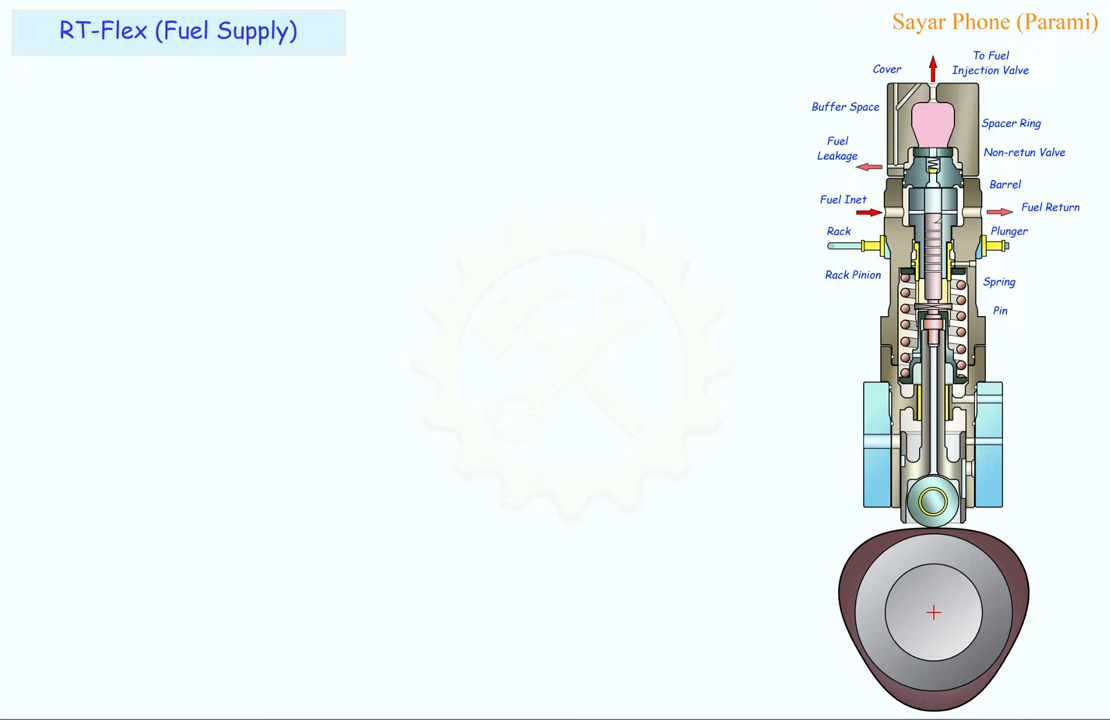 RT-Flex (Fuel Supply)
Sayar Phone (Parami)
To Fuel
Injection Valve
Cover
Buffer Space
Spacer Ring
Fuel
Leakage
Non-retun Valve
Barrel
Fuel Inet
Fuel Return
Rack
Plunger
Rack Pinion
Spring
Pin